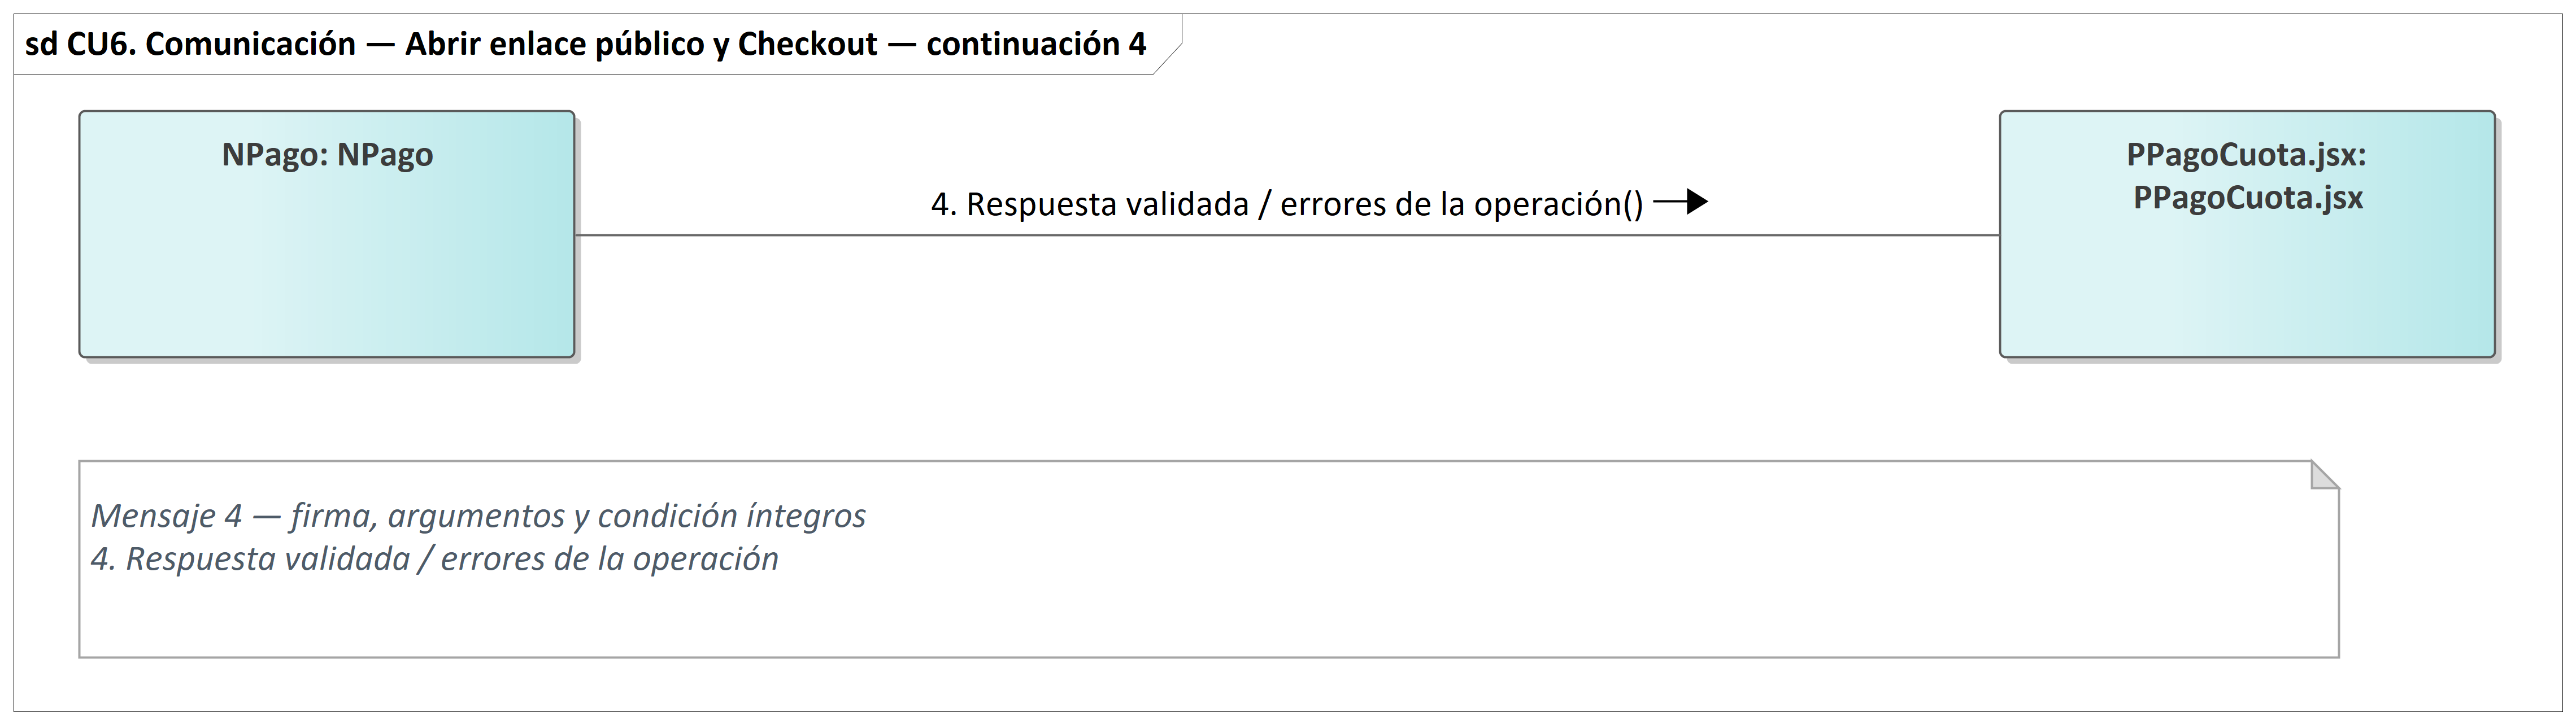 sd CU6. Comunicación — Abrir enlace público y Checkout — continuación 4
NPago: NPago
4. Respuesta validada / errores de la operación()
PPagoCuota.jsx:
PPagoCuota.jsx
Mensaje 4 — firma, argumentos y condición íntegros
4. Respuesta validada / errores de la operación